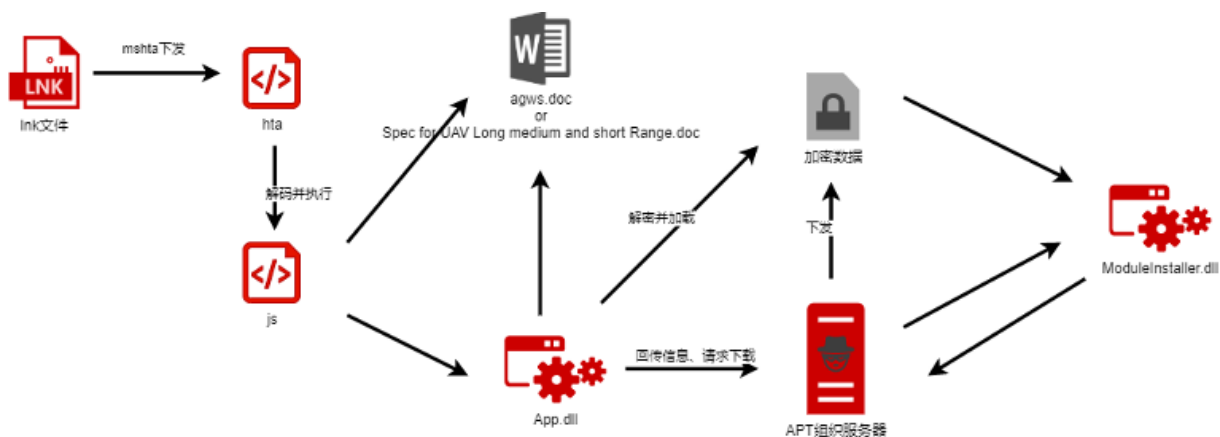 LNK
lnk文件
mshta下发
hta
解码并执行
js
W
agws.doc
or
Spec for UAV Long medium and short Range.doc
App.dll
解密并加载
回传信息、请求下载
加密数据
下发
APT组织服务器
ModuleInstaller.dll